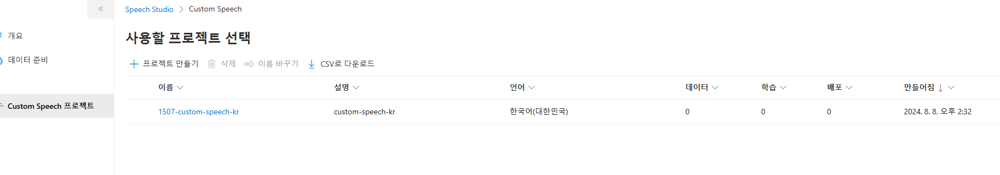 Speech Studio > Custom Speech
개요
사용할 프로젝트 선택
데이터 준비
프로젝트 만들기 삭제 이름 바꾸기 CSV로 다운로드
이름 설명 언어 데이터 학습 배포 만들어짐
Custom Speech 프로젝트
1507-custom-speech-kr custom-speech-kr 한국어(대한민국) 0 0 0 2024. 8. 8. 오후 2:32